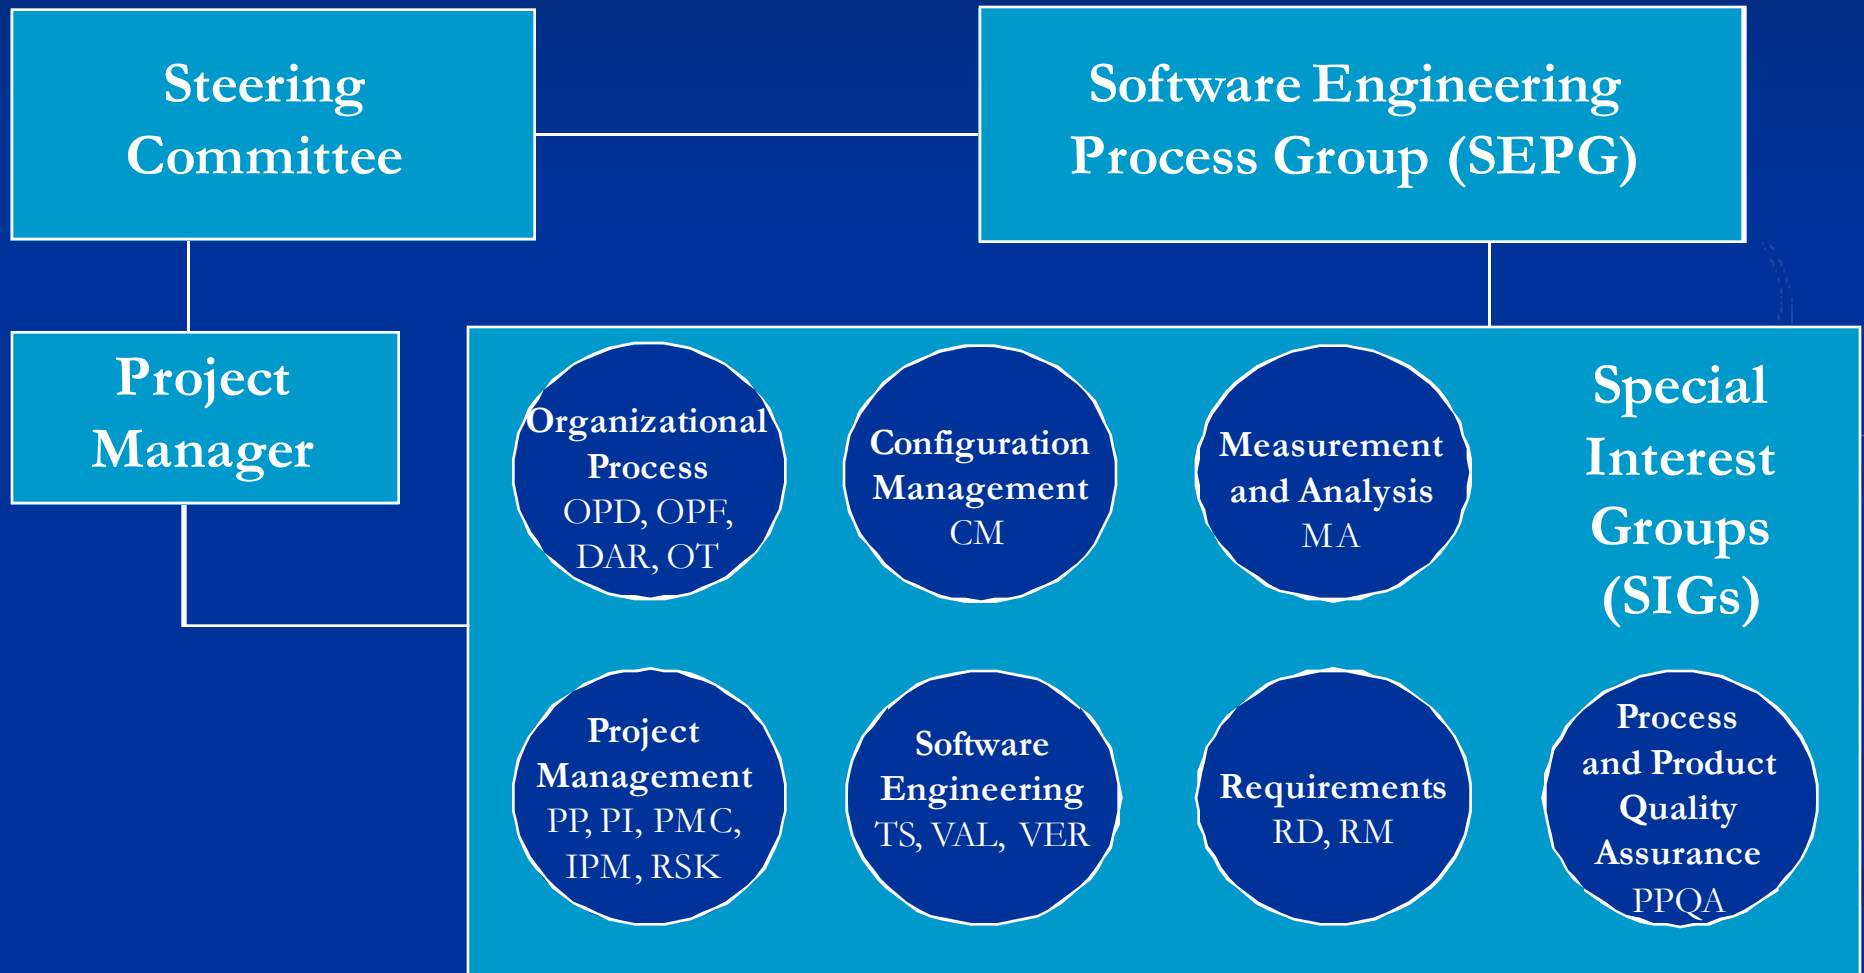 Steering
Committee
Software Engineering
Process Group (SEPG)
Project
Manager
Special
Interest
Groups
(SIGs)
Organizational
Process
OPD, OPF,
DAR, OT
Configuration
Management
CM
Measurement
and Analysis
MA
Project
Management
PP, PI, PMC,
IPM, RSK
Software
Engineering
TS, VAL, VER
Requirements
RD, RM
Process
and Product
Quality
Assurance
PPQA